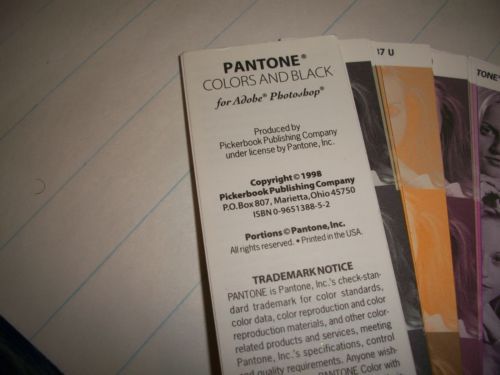 PANTONE®
COLORS AND BLACK
for Adobe® Photoshop®
Produced by
Pickerbook Publishing Company
under license by Pantone, Inc.
Copyright © 1998
Pickerbook Publishing Company
P.O. Box 807, Marietta, Ohio 45750
ISBN 0-9651388-5-2
Portions © Pantone, Inc.
All rights reserved. • Printed in the USA.
TRADEMARK NOTICE
PANTONE is Pantone, Inc.'s check-stan-
dard trademark for color standards,
color data, color reproduction and color
reproduction materials, and other color-
related products and services, meeting
Pantone, Inc.'s specifications, control
and quality requirements. Anyone wish-
PANTONE Color with
37 U
TONE®